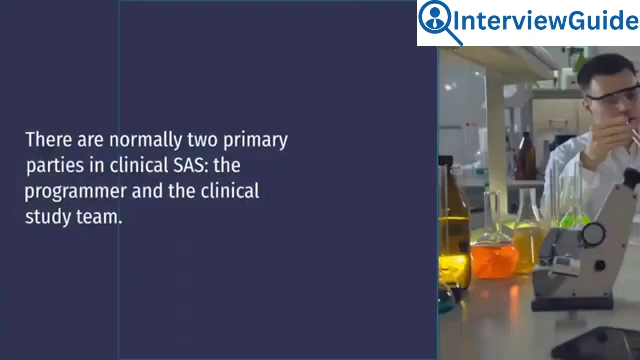 InterviewGuide
There are normally two primary
parties in clinical SAS: the
programmer and the clinical
study team.